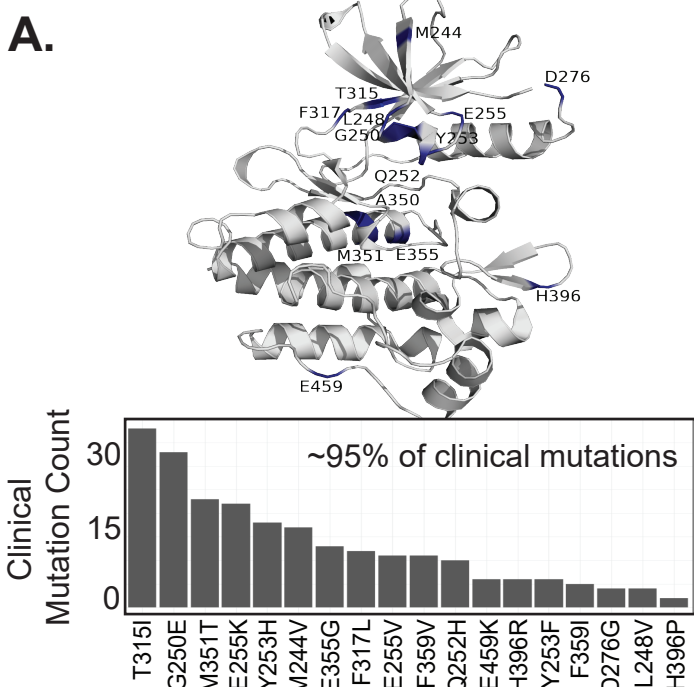 A.
M244
D276
T315
F317
L248
E255
G250
Y253
Q252
A350
M351
E355
H396
E459
Clinical
Mutation Count
30
15
0
~95% of clinical mutations
T315I
G250E
M351T
E255K
Y253H
M244V
E355G
F317L
E255V
F359V
Q252H
E459K
H396R
Y253F
F359I
D276G
L248V
H396P